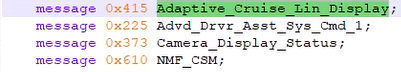 message 0x415 Adaptive_Cruise_Lin_Display;
message 0x225 Advd_Drvr_Asst_Sys_Cmd_1;
message 0x373 Camera_Display_Status;
message 0x610 NMF_CSM;